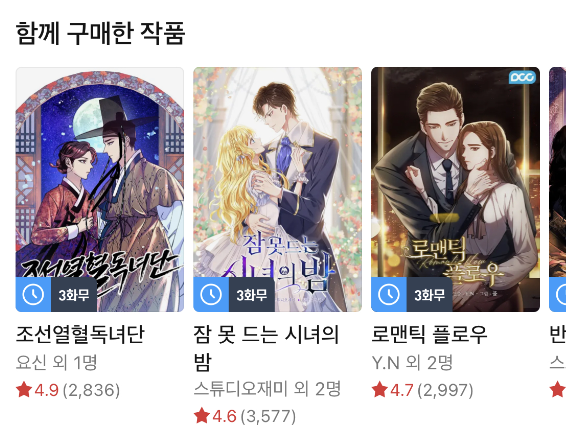 함께 구매한 작품
PCC
조선열혈독녀단
잠 못 드는
시녀의 밤
로맨틱
플로우
3화무
3화무
3화무
조선열혈독녀단
잠 못 드는 시녀의
밤
로맨틱 플로우
반
요신 외 1명
스튜디오재미 외 2명
Y.N 외 2명
스
4.9 (2,836)
4.6 (3,577)
4.7 (2,997)